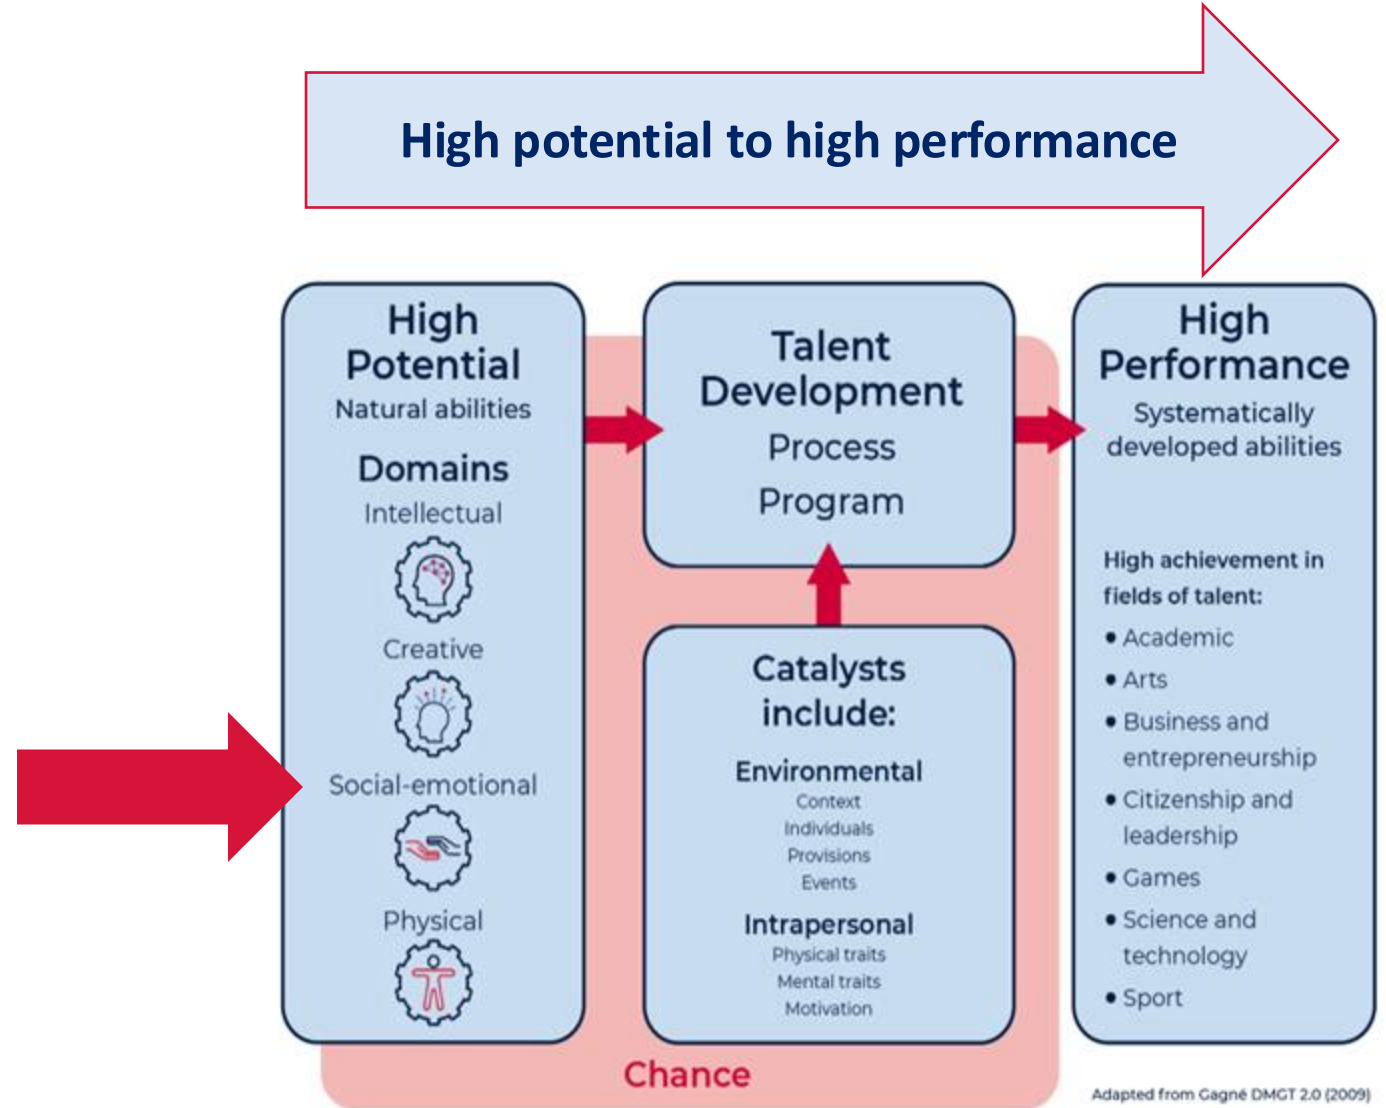 High potential to high performance
High
Potential
Natural abilities
Domains
Intellectual
Creative
Social-emotional
Physical
Talent
Development
Process
Program
Catalysts
include:
Environmental
Context
Individuals
Provisions
Events
Intrapersonal
Physical traits
Mental traits
Motivation
High
Performance
Systematically
developed abilities
High achievement in
fields of talent:
• Academic
• Arts
• Business and
entrepreneurship
• Citizenship and
leadership
• Games
• Science and
technology
• Sport
Chance
Adapted from Gagné DMGT 2.0 (2009)